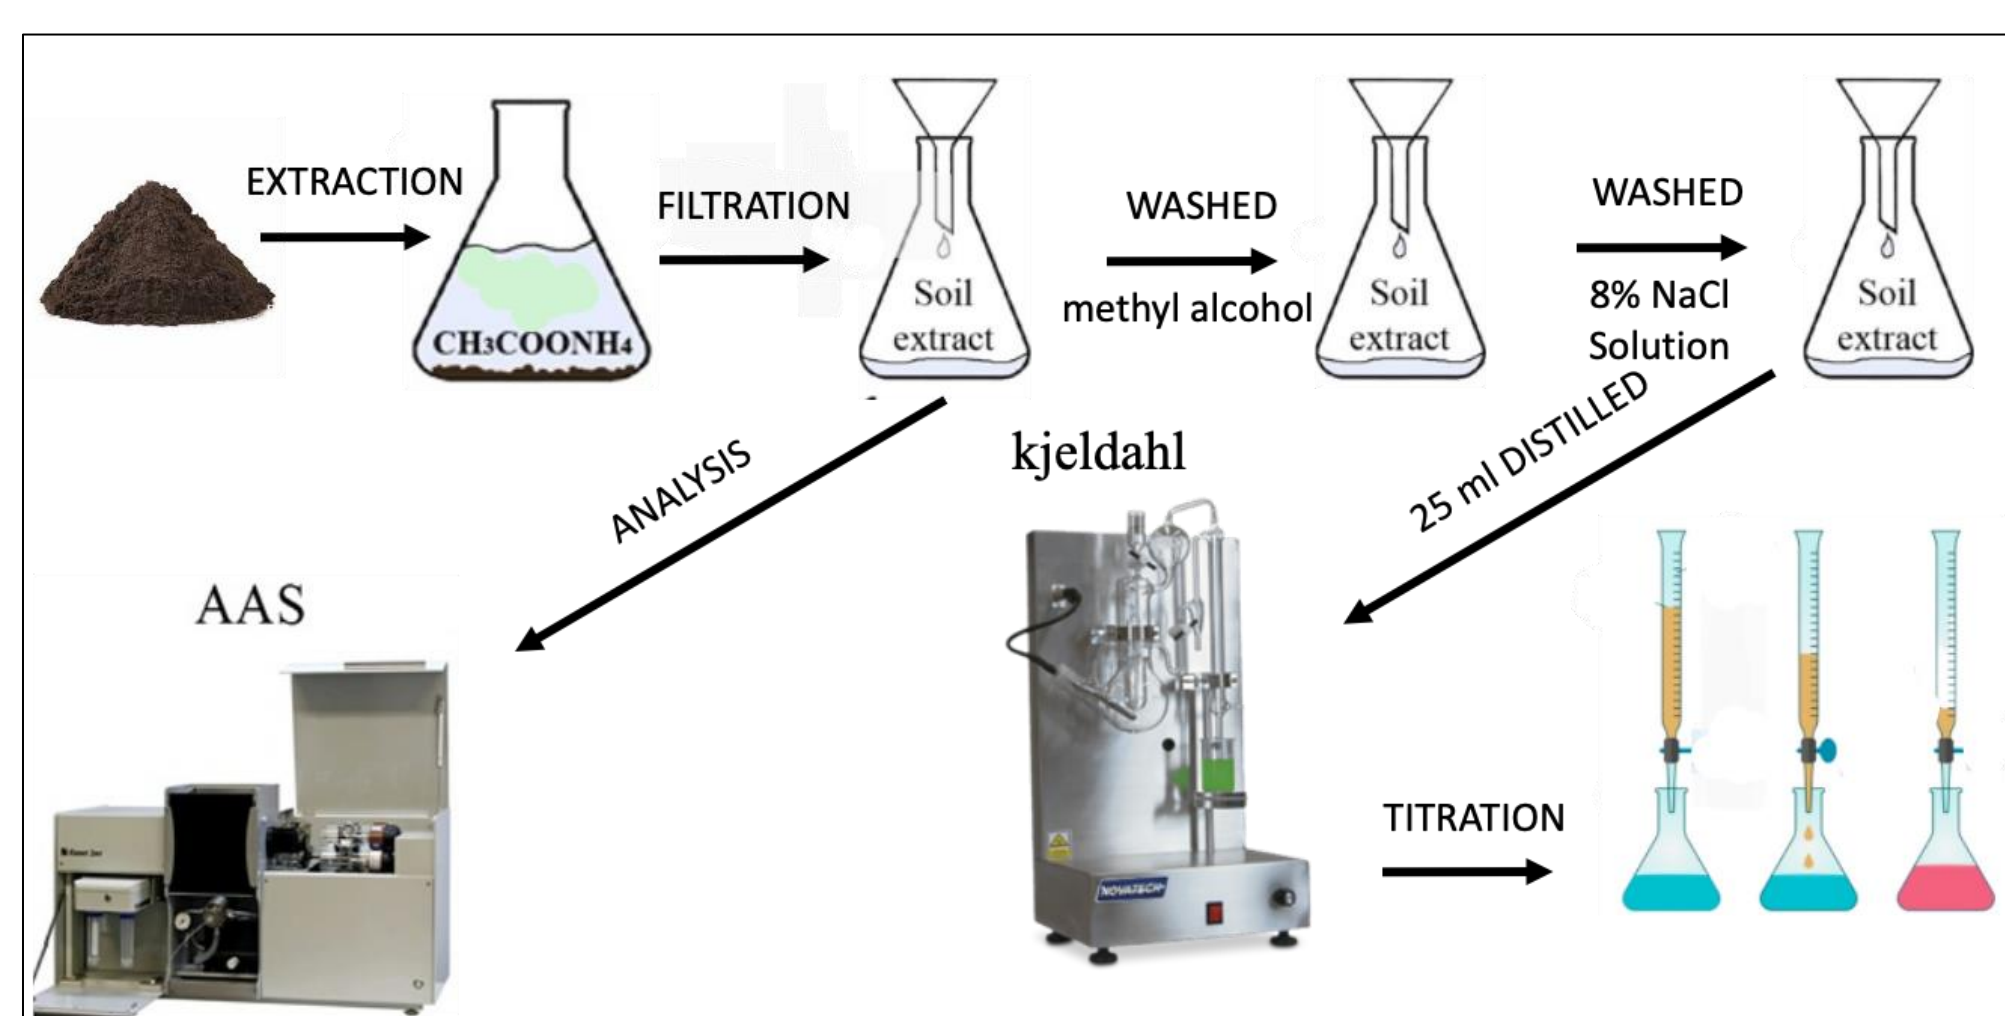 EXTRACTION
CH₃COONH₄
FILTRATION
Soil
extract
WASHED
methyl alcohol
Soil
extract
WASHED
8% NaCl
Solution
Soil
extract
ANALYSIS
AAS
25 ml DISTILLED
kjeldahl
NOVATECH
TITRATION